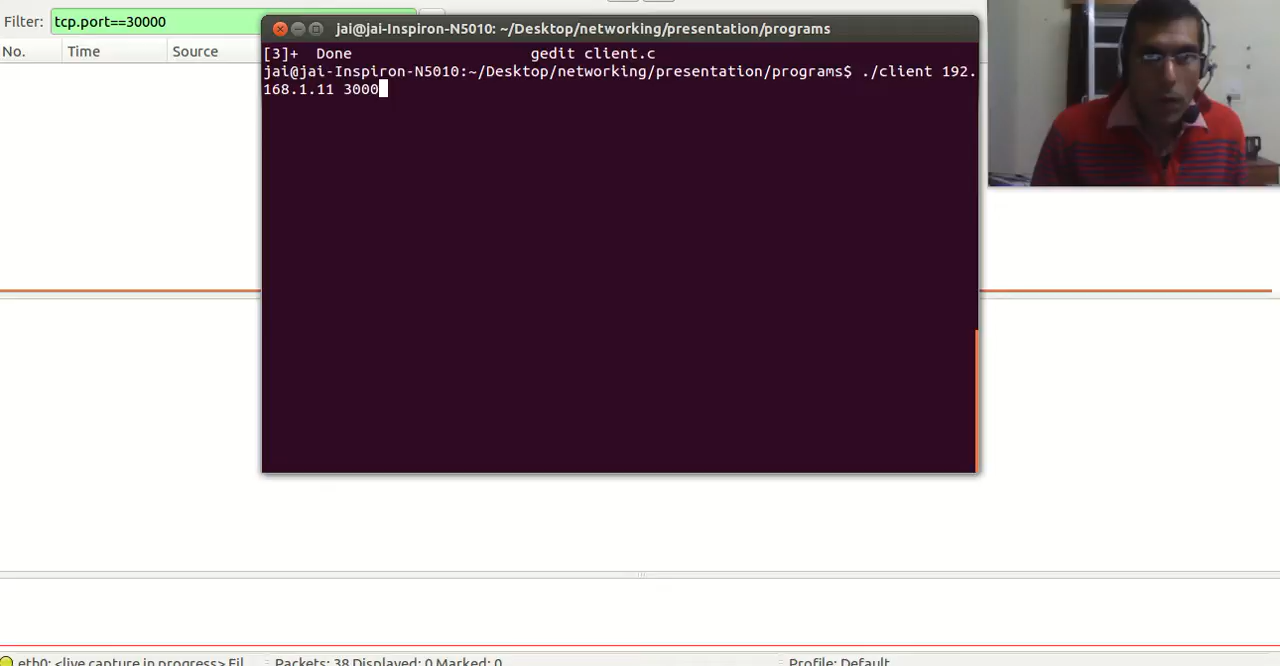 Filter: tcp.port==30000
No. Time Source
jai@jai-Inspiron-N5010: ~/Desktop/networking/presentation/programs
[3]+ Done gedit client.c
jai@jai-Inspiron-N5010:~/Desktop/networking/presentation/programs$ ./client 192.
168.1.11 3000
eth0: <live capture in progress> Fil Packets: 38 Displayed: 0 Marked: 0 Profile: Default